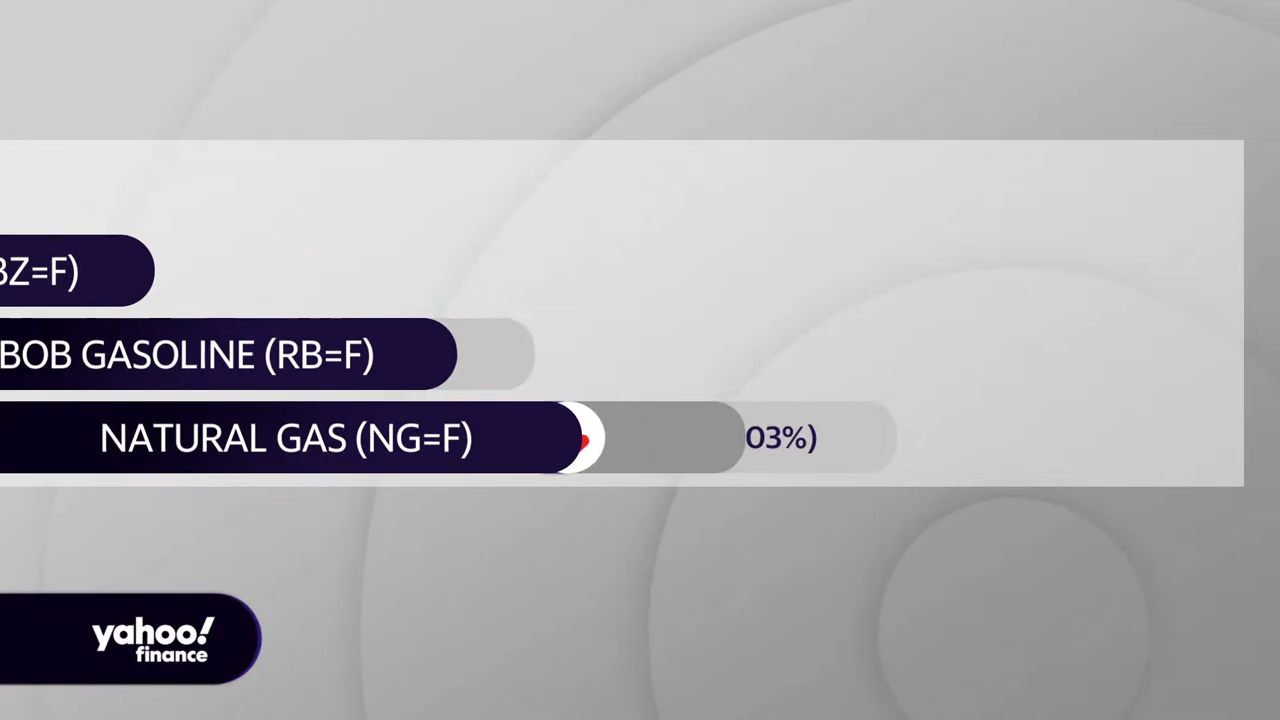 BZ=F)
BOB GASOLINE (RB=F)
NATURAL GAS (NG=F) 03%)
yahoo!
finance